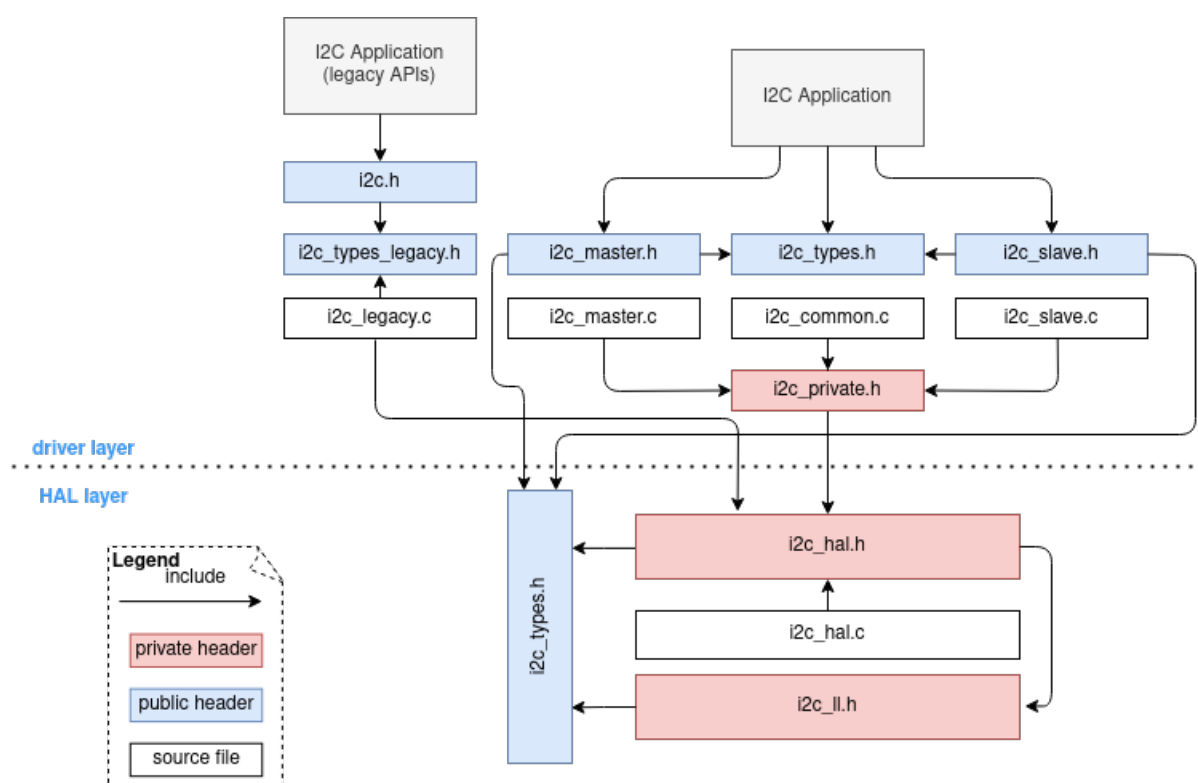 I2C Application
(legacy APIs)
I2C Application
i2c.h
i2c_types_legacy.h
i2c_master.h
i2c_types.h
i2c_slave.h
i2c_legacy.c
i2c_master.c
i2c_common.c
i2c_slave.c
i2c_private.h
driver layer
HAL layer
i2c_types.h
i2c_hal.h
i2c_hal.c
i2c_ll.h
Legend
include
private header
public header
source file